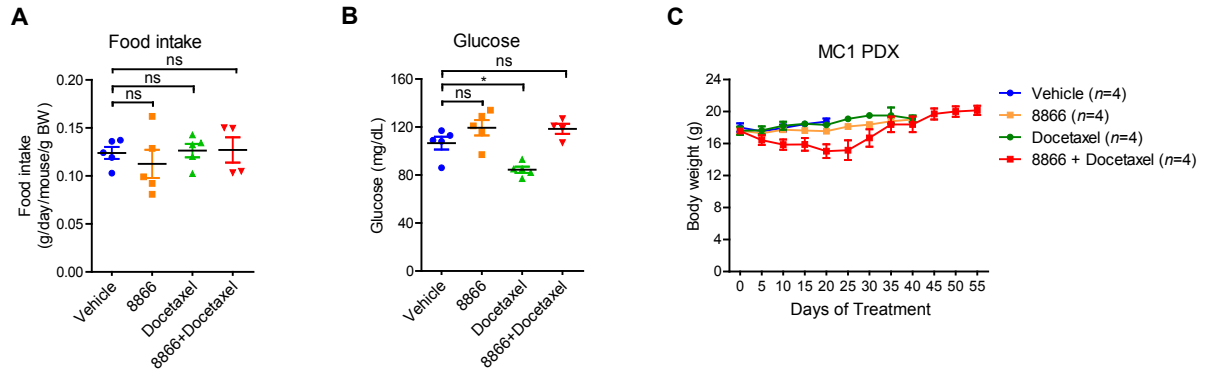 A
Food intake
ns
ns
ns
0.20
0.15
0.10
0.05
0.00
Food intake
(g/day/mouse/g BW)
Vehicle
8866
Docetaxel
8866+Docetaxel
B
Glucose
ns
*
ns
160
120
80
40
0
Glucose (mg/dL)
Vehicle
8866
Docetaxel
8866+Docetaxel
C
MC1 PDX
24
20
16
12
8
4
0
Body weight (g)
0 5 10 15 20 25 30 35 40 45 50 55
Days of Treatment
Vehicle (n=4)
8866 (n=4)
Docetaxel (n=4)
8866 + Docetaxel (n=4)